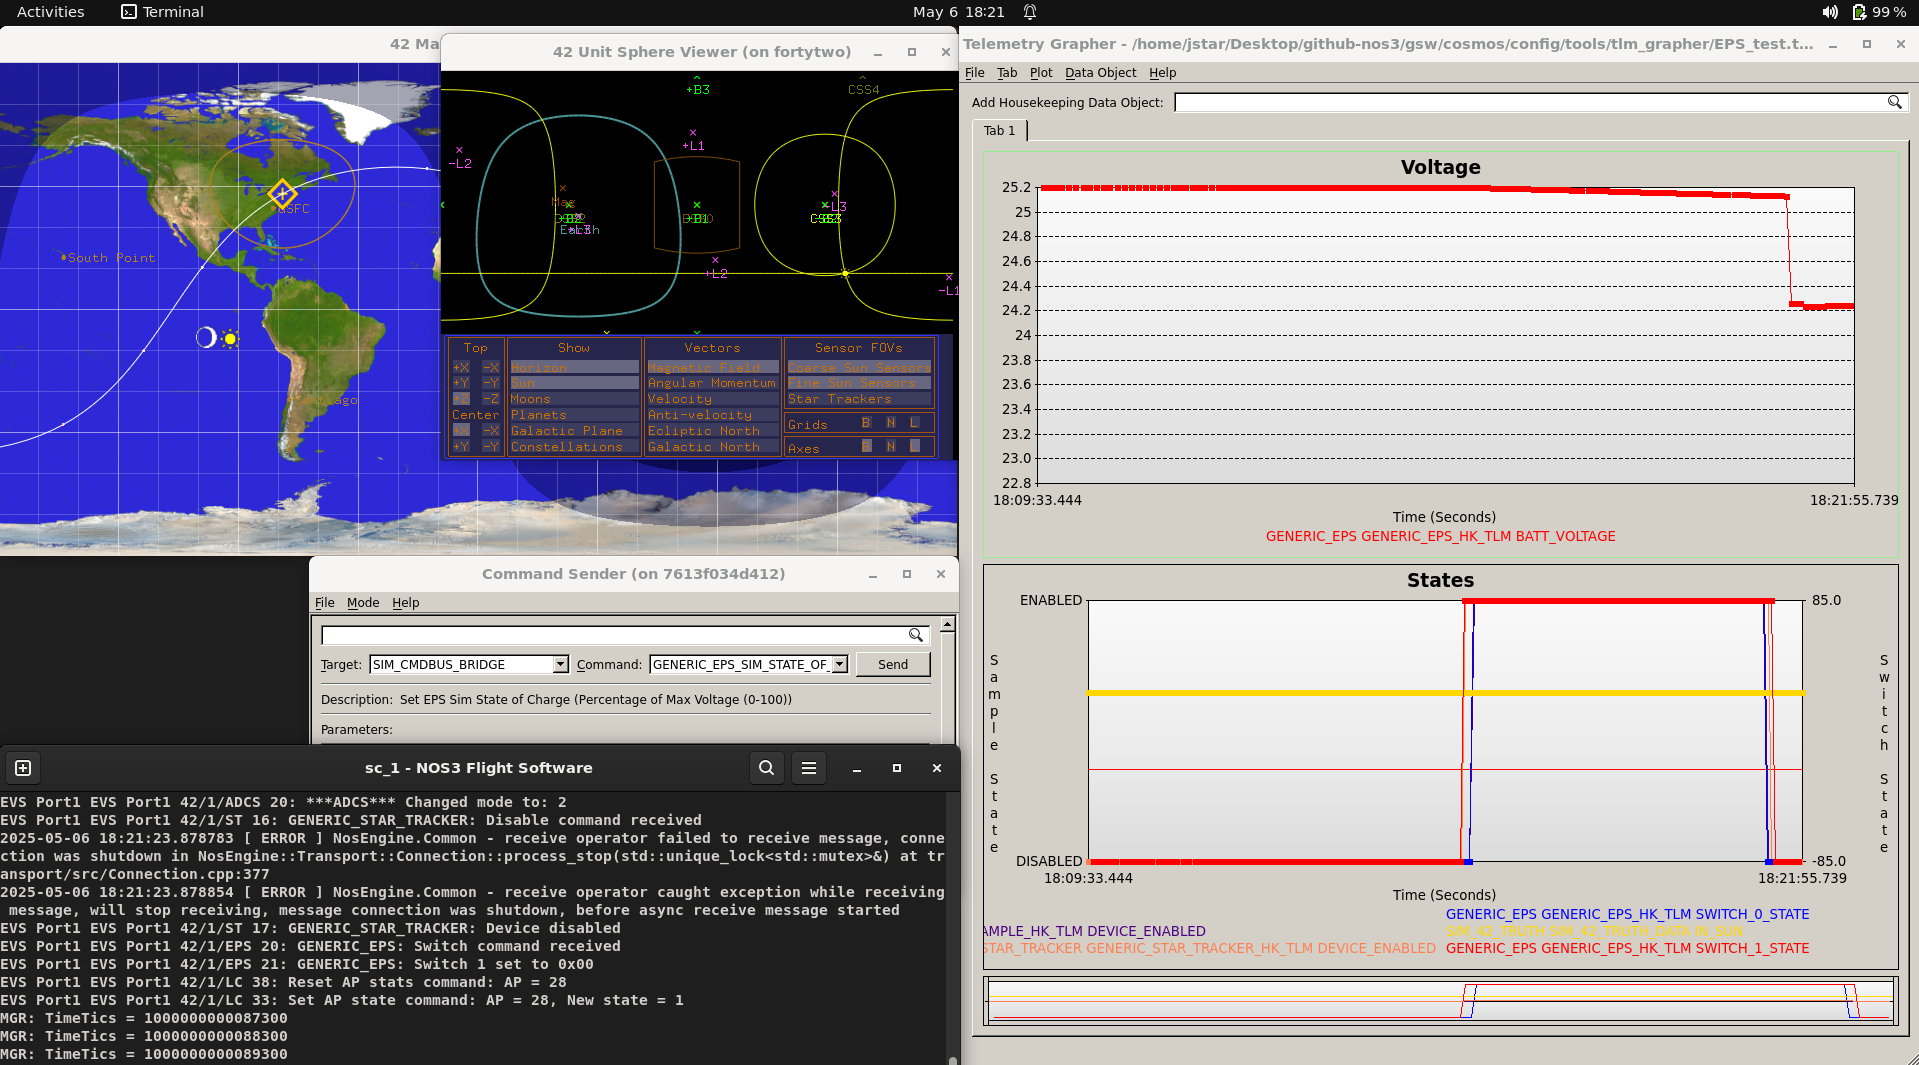 Activities
Terminal
May 6 18:21
99 %
42 Ma
GSFC
South Point
42 Unit Sphere Viewer (on fortytwo)
+B3
CSS4
+L1
-L2
+B2
+L3
-L3
CSS3
+L2
-L1
Top
Show
Vectors
Sensor FOVs
+X -X
Horizon
Magnetic Field
Coarse Sun Sensors
+Y -Y
Sun
Angular Momentum
Fine Sun Sensors
+Z -Z
Moons
Velocity
Star Trackers
Center
Planets
Anti-velocity
Grids B N L
+X -X
Galactic Plane
Ecliptic North
+Y -Y
Constellations
Galactic North
Axes B N L
Telemetry Grapher - /home/jstar/Desktop/github-nos3/gsw/cosmos/config/tools/tlm_grapher/EPS_test.t...
File Tab Plot Data Object Help
Add Housekeeping Data Object:
Tab 1
Voltage
25.2
25
24.8
24.6
24.4
24.2
24
23.8
23.6
23.4
23.2
23.0
22.8
18:09:33.444
18:21:55.739
Time (Seconds)
GENERIC_EPS GENERIC_EPS_HK_TLM BATT_VOLTAGE
States
ENABLED
85.0
Sample State
Switch State
DISABLED
-85.0
18:09:33.444
18:21:55.739
Time (Seconds)
GENERIC_EPS GENERIC_EPS_HK_TLM SWITCH_0_STATE
AMPLE_HK_TLM DEVICE_ENABLED
SIM_42_TRUTH SIM_42_TRUTH_DATA IN_SUN
STAR_TRACKER GENERIC_STAR_TRACKER_HK_TLM DEVICE_ENABLED
GENERIC_EPS GENERIC_EPS_HK_TLM SWITCH_1_STATE
Command Sender (on 7613f034d412)
File Mode Help
Target: SIM_CMDBUS_BRIDGE Command: GENERIC_EPS_SIM_STATE_OF_ Send
Description: Set EPS Sim State of Charge (Percentage of Max Voltage (0-100))
Parameters:
sc_1 - NOS3 Flight Software
EVS Port1 EVS Port1 42/1/ADCS 20: ***ADCS*** Changed mode to: 2
EVS Port1 EVS Port1 42/1/ST 16: GENERIC_STAR_TRACKER: Disable command received
2025-05-06 18:21:23.878783 [ ERROR ] NosEngine.Common - receive operator failed to receive message, conne
ction was shutdown in NosEngine::Transport::Connection::process_stop(std::unique_lock<std::mutex>&) at tr
ansport/src/Connection.cpp:377
2025-05-06 18:21:23.878854 [ ERROR ] NosEngine.Common - receive operator caught exception while receiving
message, will stop receiving, message connection was shutdown, before async receive message started
EVS Port1 EVS Port1 42/1/ST 17: GENERIC_STAR_TRACKER: Device disabled
EVS Port1 EVS Port1 42/1/EPS 20: GENERIC_EPS: Switch command received
EVS Port1 EVS Port1 42/1/EPS 21: GENERIC_EPS: Switch 1 set to 0x00
EVS Port1 EVS Port1 42/1/LC 38: Reset AP stats command: AP = 28
EVS Port1 EVS Port1 42/1/LC 33: Set AP state command: AP = 28, New state = 1
MGR: TimeTics = 1000000000087300
MGR: TimeTics = 1000000000088300
MGR: TimeTics = 1000000000089300